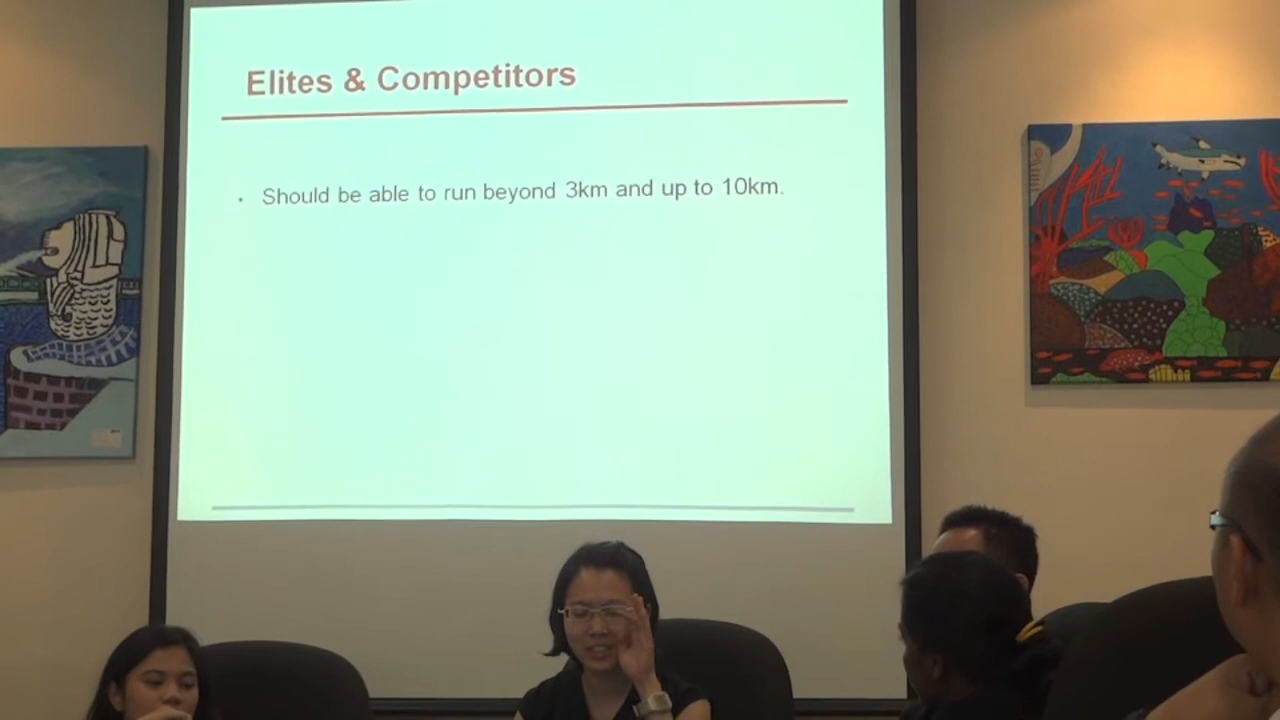 Elites & Competitors
• Should be able to run beyond 3km and up to 10km.